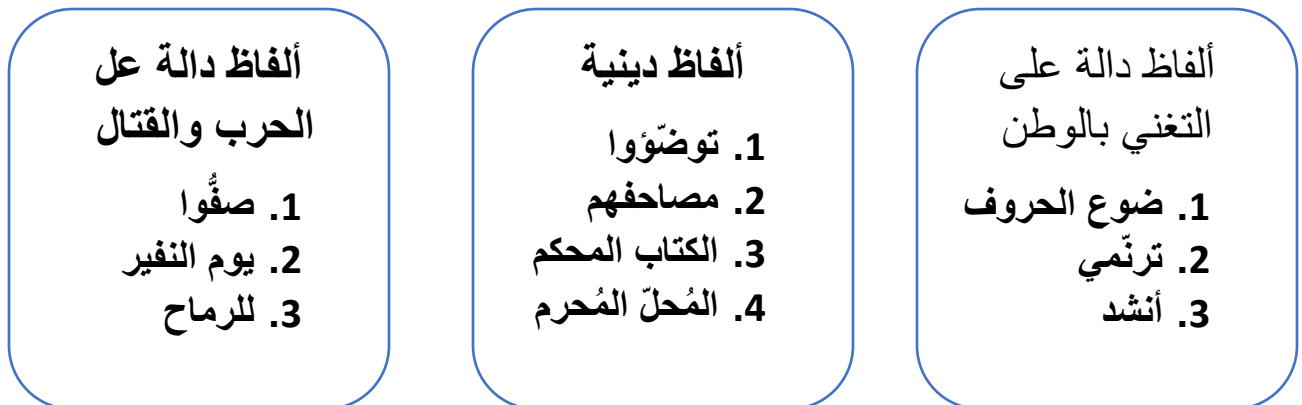 ألفاظ دالة على
التغني بالوطن
1. ضوع الحروف
2. ترنّمي
3. أنشد
ألفاظ دينية
1. توضّؤوا
2. مصاحفهم
3. الكتاب المحكم
4. المُحلّ المُحرم
ألفاظ دالة عل
الحرب والقتال
1. صفُّوا
2. يوم النفير
3. للرماح